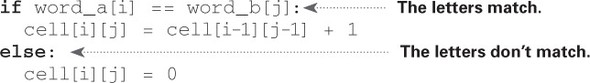 if word_a[i] == word_b[j]: The letters match.
    cell[i][j] = cell[i-1][j-1] + 1
else: The letters don't match.
    cell[i][j] = 0